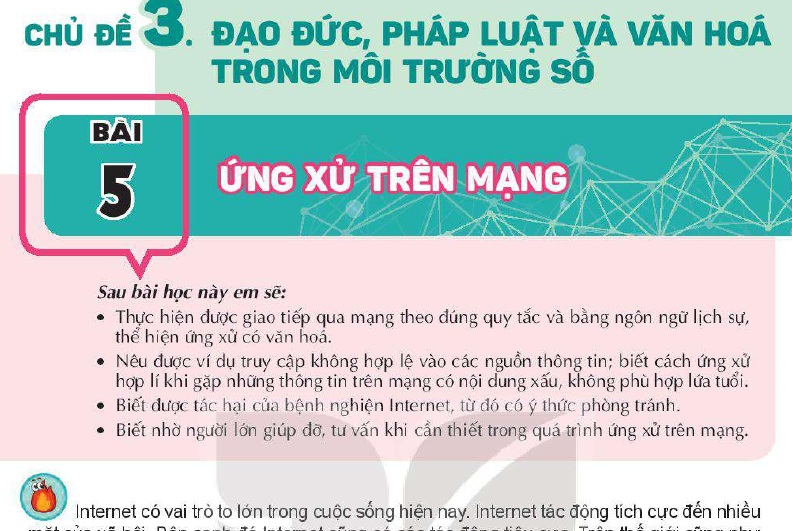 CHỦ ĐỀ 3. ĐẠO ĐỨC, PHÁP LUẬT VÀ VĂN HOÁ
TRONG MÔI TRƯỜNG SỐ
BÀI
5
ỨNG XỬ TRÊN MẠNG
Sau bài học này em sẽ:
• Thực hiện được giao tiếp qua mạng theo đúng quy tắc và bằng ngôn ngữ lịch sự,
thể hiện ứng xử có văn hoá.
• Nêu được ví dụ truy cập không hợp lệ vào các nguồn thông tin; biết cách ứng xử
hợp lí khi gặp những thông tin trên mạng có nội dung xấu, không phù hợp lứa tuổi.
• Biết được tác hại của bệnh nghiện Internet, từ đó có ý thức phòng tránh.
• Biết nhờ người lớn giúp đỡ, tư vấn khi cần thiết trong quá trình ứng xử trên mạng.
Internet có vai trò to lớn trong cuộc sống hiện nay. Internet tác động tích cực đến nhiều